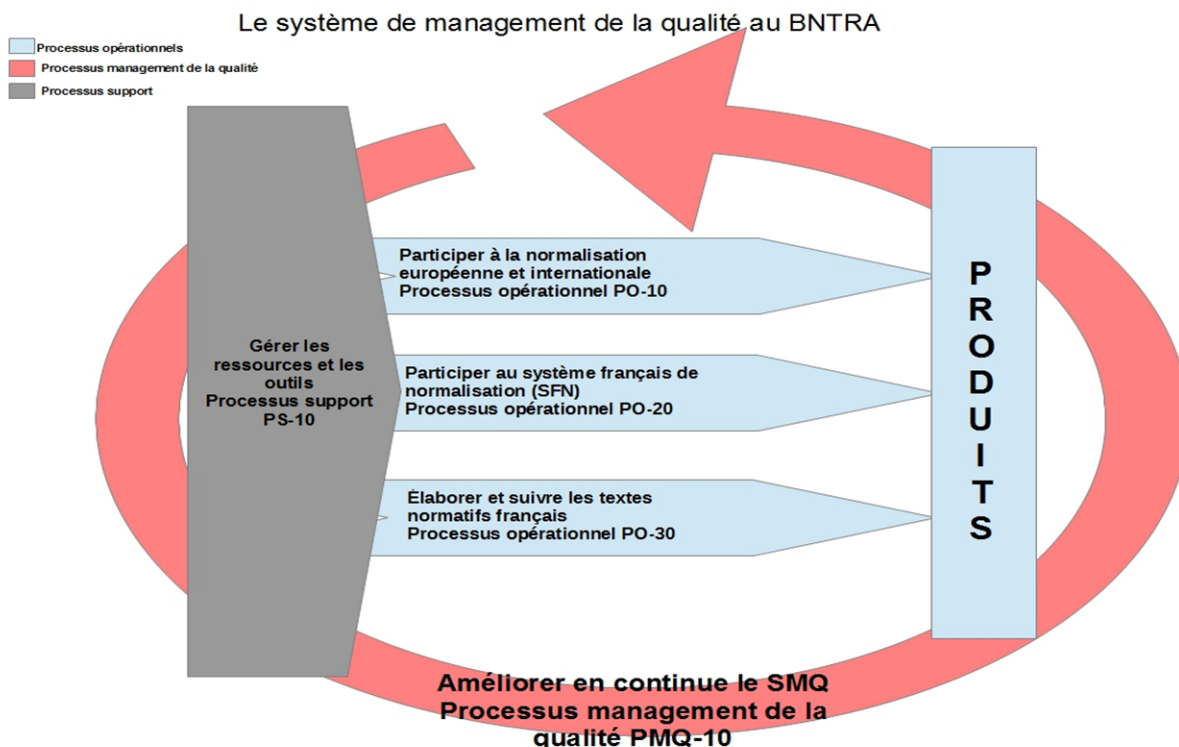 Le système de management de la qualité au BNTRA
Processus opérationnels
Processus management de la qualité
Processus support
Participer à la normalisation
européenne et internationale
Processus opérationnel PO-10
Gérer les
ressources et les
outils
Processus support
PS-10
Participer au système français de
normalisation (SFN)
Processus opérationnel PO-20
Élaborer et suivre les textes
normatifs français
Processus opérationnel PO-30
PRODUITS
Améliorer en continue le SMQ
Processus management de la
qualité PMQ-10